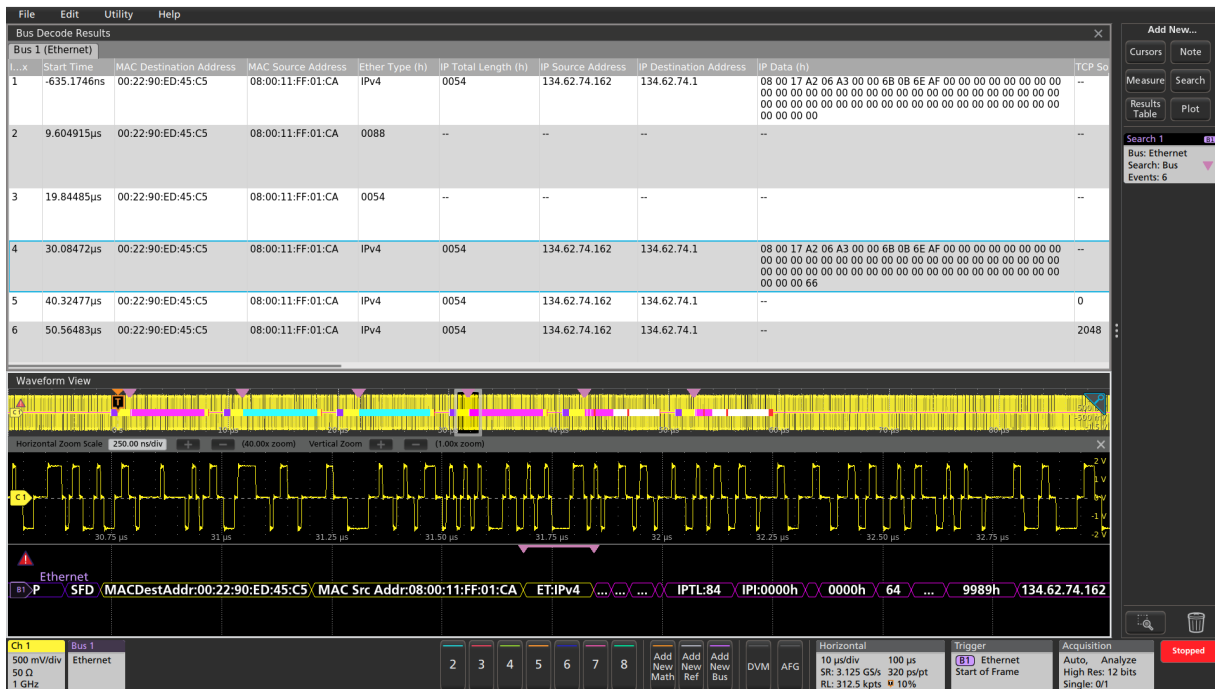 File Edit Utility Help
Bus Decode Results
Bus 1 (Ethernet)
I...x Start Time MAC Destination Address MAC Source Address Ether Type (h) IP Total Length (h) IP Source Address IP Destination Address IP Data (h) TCP So
1 -635.1746ns 00:22:90:ED:45:C5 08:00:11:FF:01:CA IPv4 0054 134.62.74.162 134.62.74.1 08 00 17 A2 06 A3 00 00 6B 0B 6E AF 00 00 00 00 00 00 00 00 --
00 00 00 00 00 00 00 00 00 00 00 00 00 00 00 00 00 00 00 00
00 00 00 00 00 00 00 00 00 00 00 00 00 00 00 00 00 00 00 00
00 00 00 00
2 9.604915µs 00:22:90:ED:45:C5 08:00:11:FF:01:CA 0088 -- -- -- -- --
3 19.84485µs 00:22:90:ED:45:C5 08:00:11:FF:01:CA 0054 -- -- -- -- --
4 30.08472µs 00:22:90:ED:45:C5 08:00:11:FF:01:CA IPv4 0054 134.62.74.162 134.62.74.1 08 00 17 A2 06 A3 00 00 6B 0B 6E AF 00 00 00 00 00 00 00 00 --
00 00 00 00 00 00 00 00 00 00 00 00 00 00 00 00 00 00 00 00
00 00 00 00 00 00 00 00 00 00 00 00 00 00 00 00 00 00 00 00
00 00 00 66
5 40.32477µs 00:22:90:ED:45:C5 08:00:11:FF:01:CA IPv4 0054 134.62.74.162 134.62.74.1 -- 0
6 50.56483µs 00:22:90:ED:45:C5 08:00:11:FF:01:CA IPv4 0054 134.62.74.162 134.62.74.1 -- 2048
Add New...
Cursors Note
Measure Search
Results Table Plot
Search 1 B1
Bus: Ethernet
Search: Bus
Events: 6
Waveform View
T
C1
Horizontal Zoom Scale 250.00 ns/div (40.00x zoom) Vertical Zoom (1.00x zoom)
2 V
1 V
C1 0 V
-1 V
-2 V
30.75 µs 31 µs 31.25 µs 31.50 µs 31.75 µs 32 µs 32.25 µs 32.50 µs 32.75 µs
Ethernet
B1 P SFD MACDestAddr:00:22:90:ED:45:C5 MAC Src Addr:08:00:11:FF:01:CA ET:IPv4 ... ... ... IPTL:84 IPI:0000h 0000h 64 ... 9989h 134.62.74.162
Ch 1
500 mV/div
50 Ω
1 GHz
Bus 1
Ethernet
2 3 4 5 6 7 8
Add New Math
Add New Ref
Add New Bus
DVM AFG
Horizontal
10 µs/div 100 µs
SR: 3.125 GS/s 320 ps/pt
RL: 312.5 kpts 10%
Trigger
B1 Ethernet
Start of Frame
Acquisition
Auto, Analyze
High Res: 12 bits
Single: 0/1
Stopped